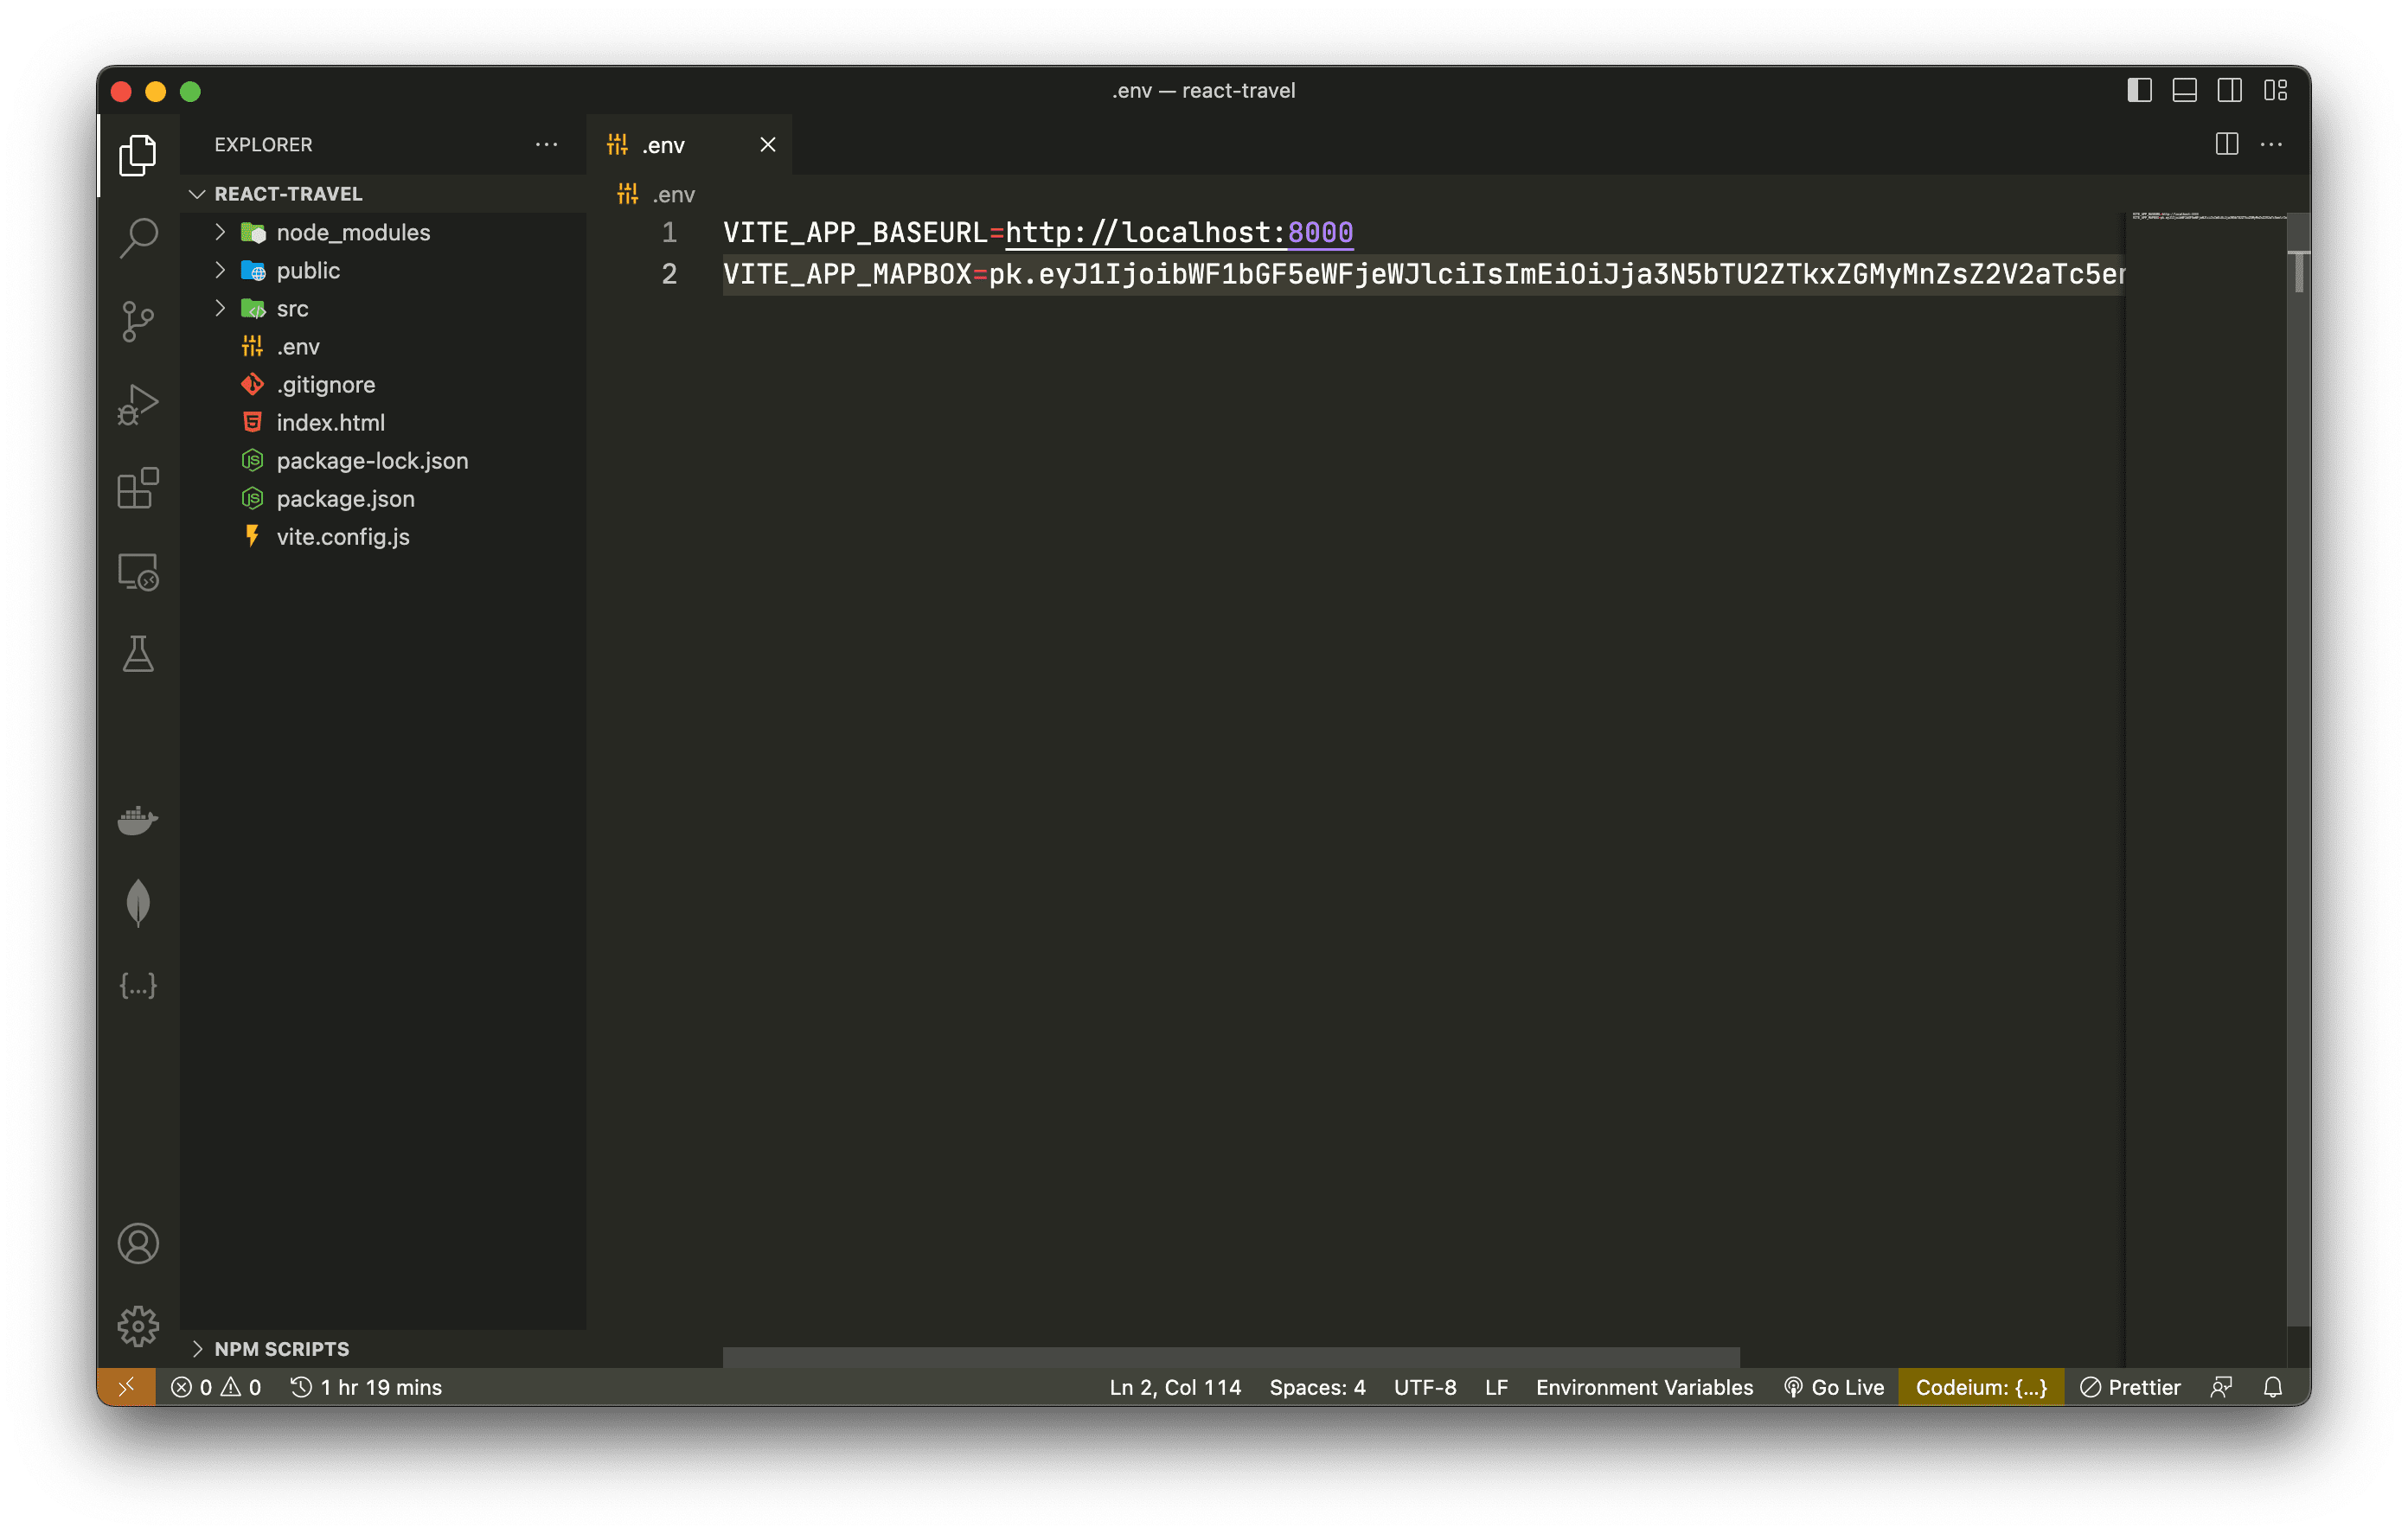 .env — react-travel
EXPLORER
.env
REACT-TRAVEL
.env
node_modules
public
src
.env
.gitignore
index.html
package-lock.json
package.json
vite.config.js
1 VITE_APP_BASEURL=http://localhost:8000
2 VITE_APP_MAPBOX=pk.eyJ1IjoibWF1bGF5eWFjeWJlciIsImEiOiJja3N5bTU2ZTkxZGMyMnZsZ2V2aTc5en
NPM SCRIPTS
0 0 1 hr 19 mins Ln 2, Col 114 Spaces: 4 UTF-8 LF Environment Variables Go Live Codeium: {...} Prettier